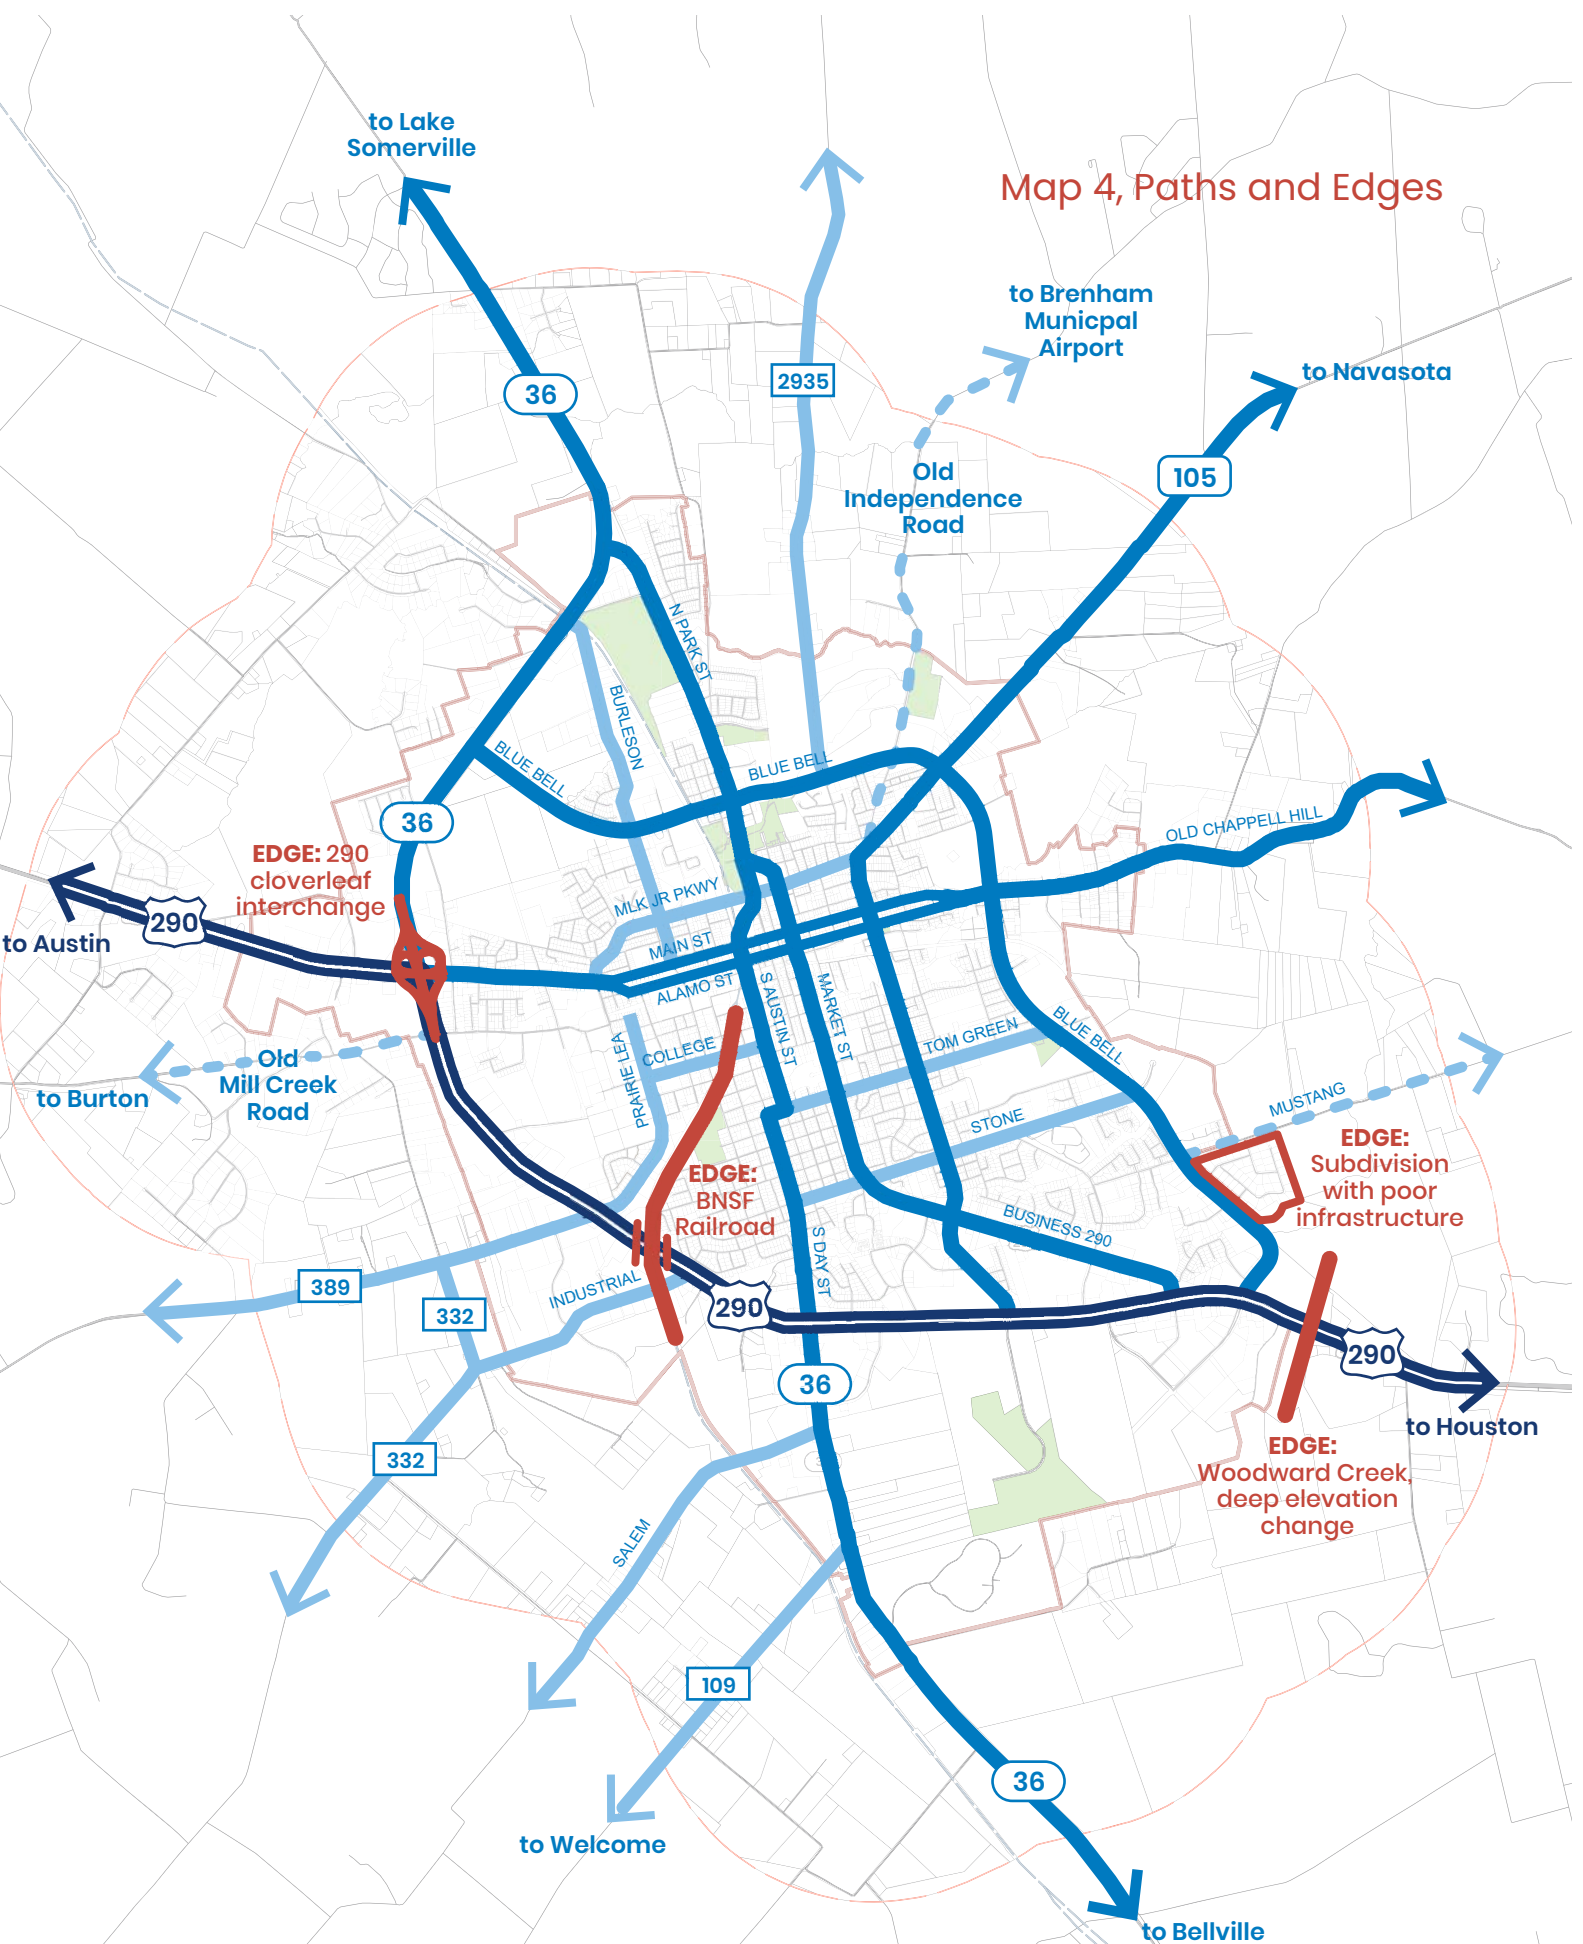 to Lake
Somerville
Map 4, Paths and Edges
to Brenham
Municpal
Airport
to Navasota
36
2935
Old
Independence
Road
105
N PARK ST
BURLESON
BLUE BELL
BLUE BELL
36
OLD CHAPPELL HILL
EDGE: 290
cloverleaf
interchange
290
to Austin
MLK JR PKWY
MAIN ST
ALAMO ST
S AUSTIN ST
MARKET ST
TOM GREEN
BLUE BELL
COLLEGE
PRAIRIE LEA
Old
Mill Creek
Road
to Burton
MUSTANG
STONE
EDGE:
Subdivision
with poor
infrastructure
EDGE:
BNSF
Railroad
BUSINESS 290
S DAY ST
389
332
INDUSTRIAL
290
290
36
to Houston
EDGE:
Woodward Creek,
deep elevation
change
332
SALEM
109
36
to Welcome
to Bellville